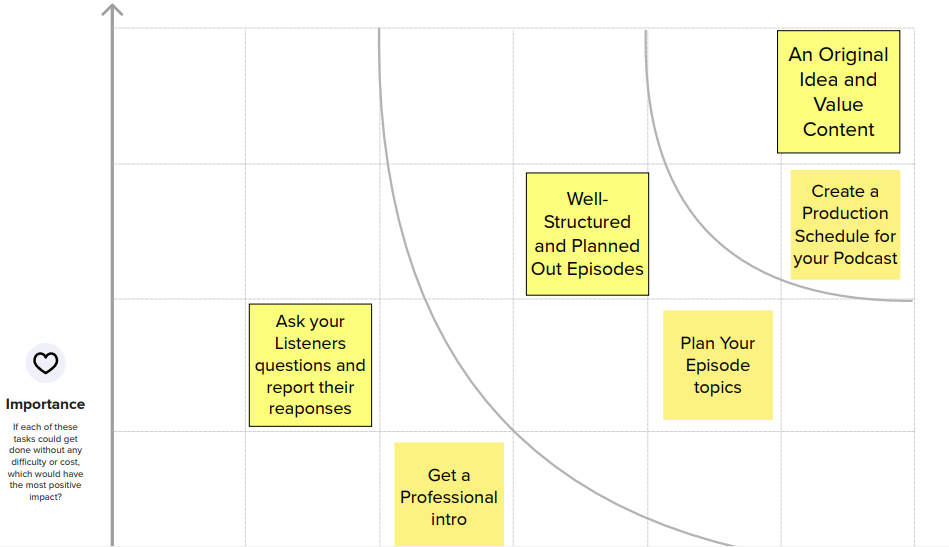 An Original
Idea and
Value
Content
Create a
Production
Schedule for
your Podcast
Well-
Structured
and Planned
Out Episodes
Ask your
Listeners
questions and
report their
reaponses
Plan Your
Episode
topics
Get a
Professional
intro
Importance
If each of these
tasks could get
done without any
difficulty or cost,
which would have
the most positive
impact?